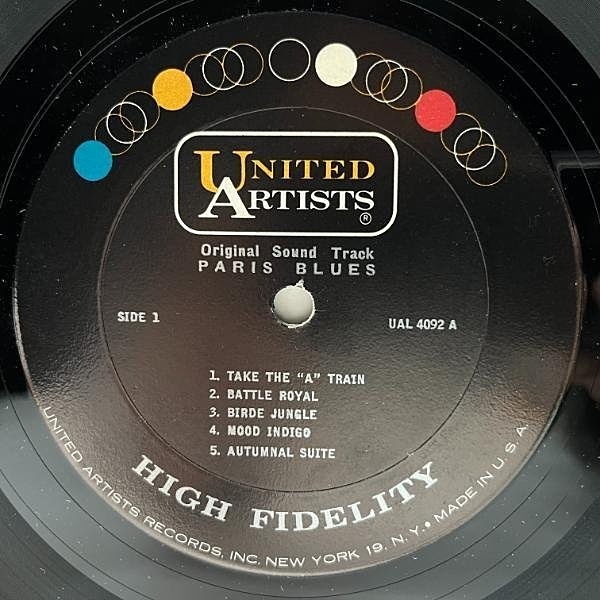 UNITED
ARTISTS
®
Original Sound Track
PARIS BLUES
SIDE 1
UAL 4092 A
1. TAKE THE "A" TRAIN
2. BATTLE ROYAL
3. BIRDE JUNGLE
4. MOOD INDIGO
5. AUTUMNAL SUITE
HIGH FIDELITY
UNITED ARTISTS RECORDS, INC. NEW YORK 19, N. Y. • MADE IN U. S. A.